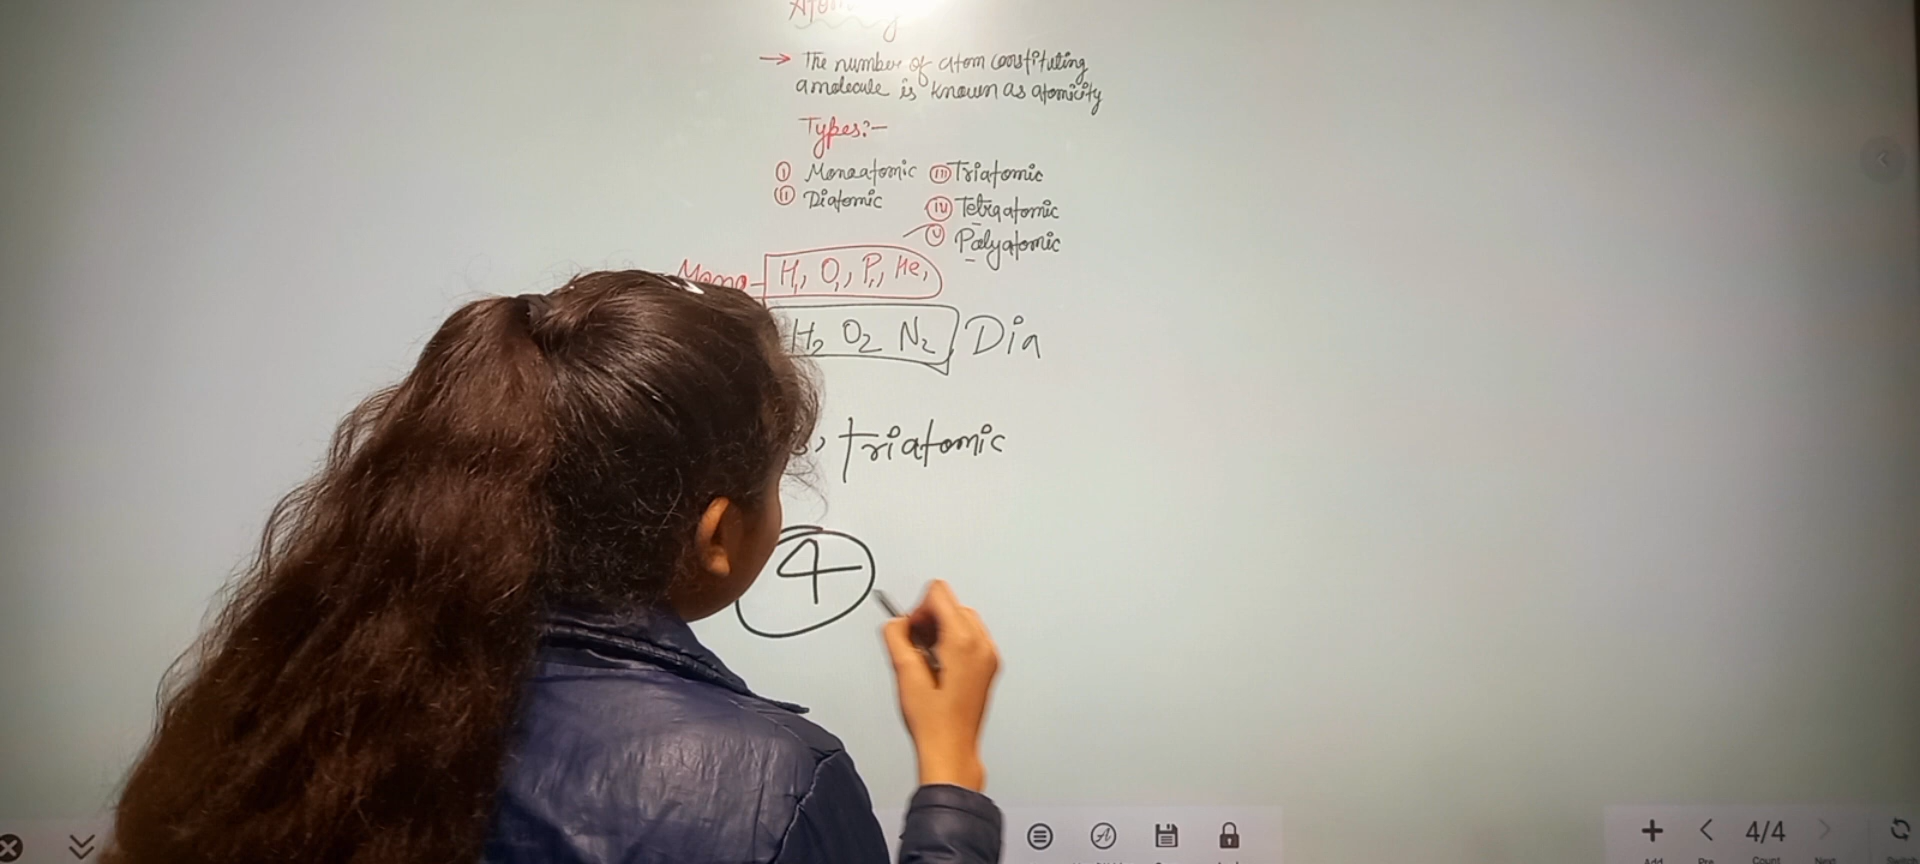 → The number of atom constituting
a molecule is known as atomicity
Types:-
(i) Monoatomic (iii) Triatomic
(ii) Diatomic (iv) Tetraatomic
(v) Polyatomic
Mono- H, O, P, He,
H2 O2 N2, Dia
, triatomic
4
4/4